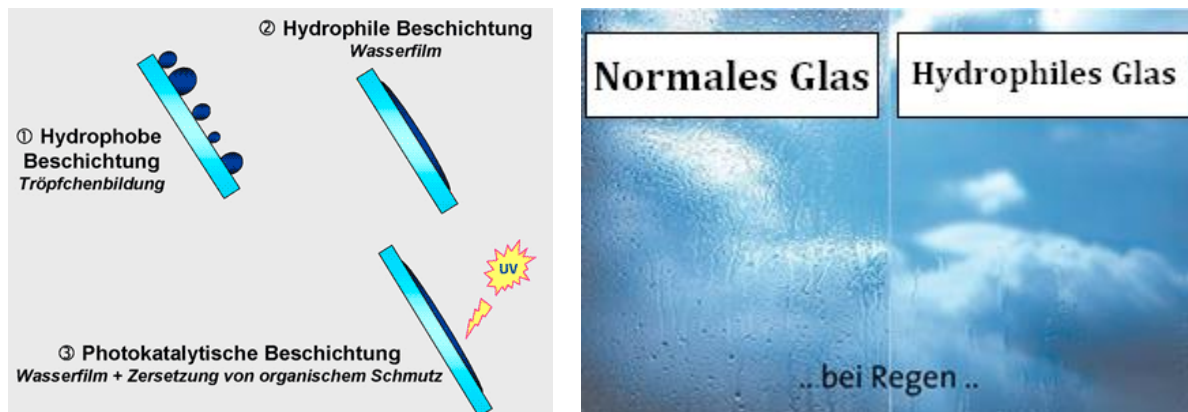 ② Hydrophile Beschichtung
Wasserfilm
① Hydrophobe
Beschichtung
Tröpfchenbildung
UV
③ Photokatalytische Beschichtung
Wasserfilm + Zersetzung von organischem Schmutz
Normales Glas
Hydrophiles Glas
...bei Regen ..